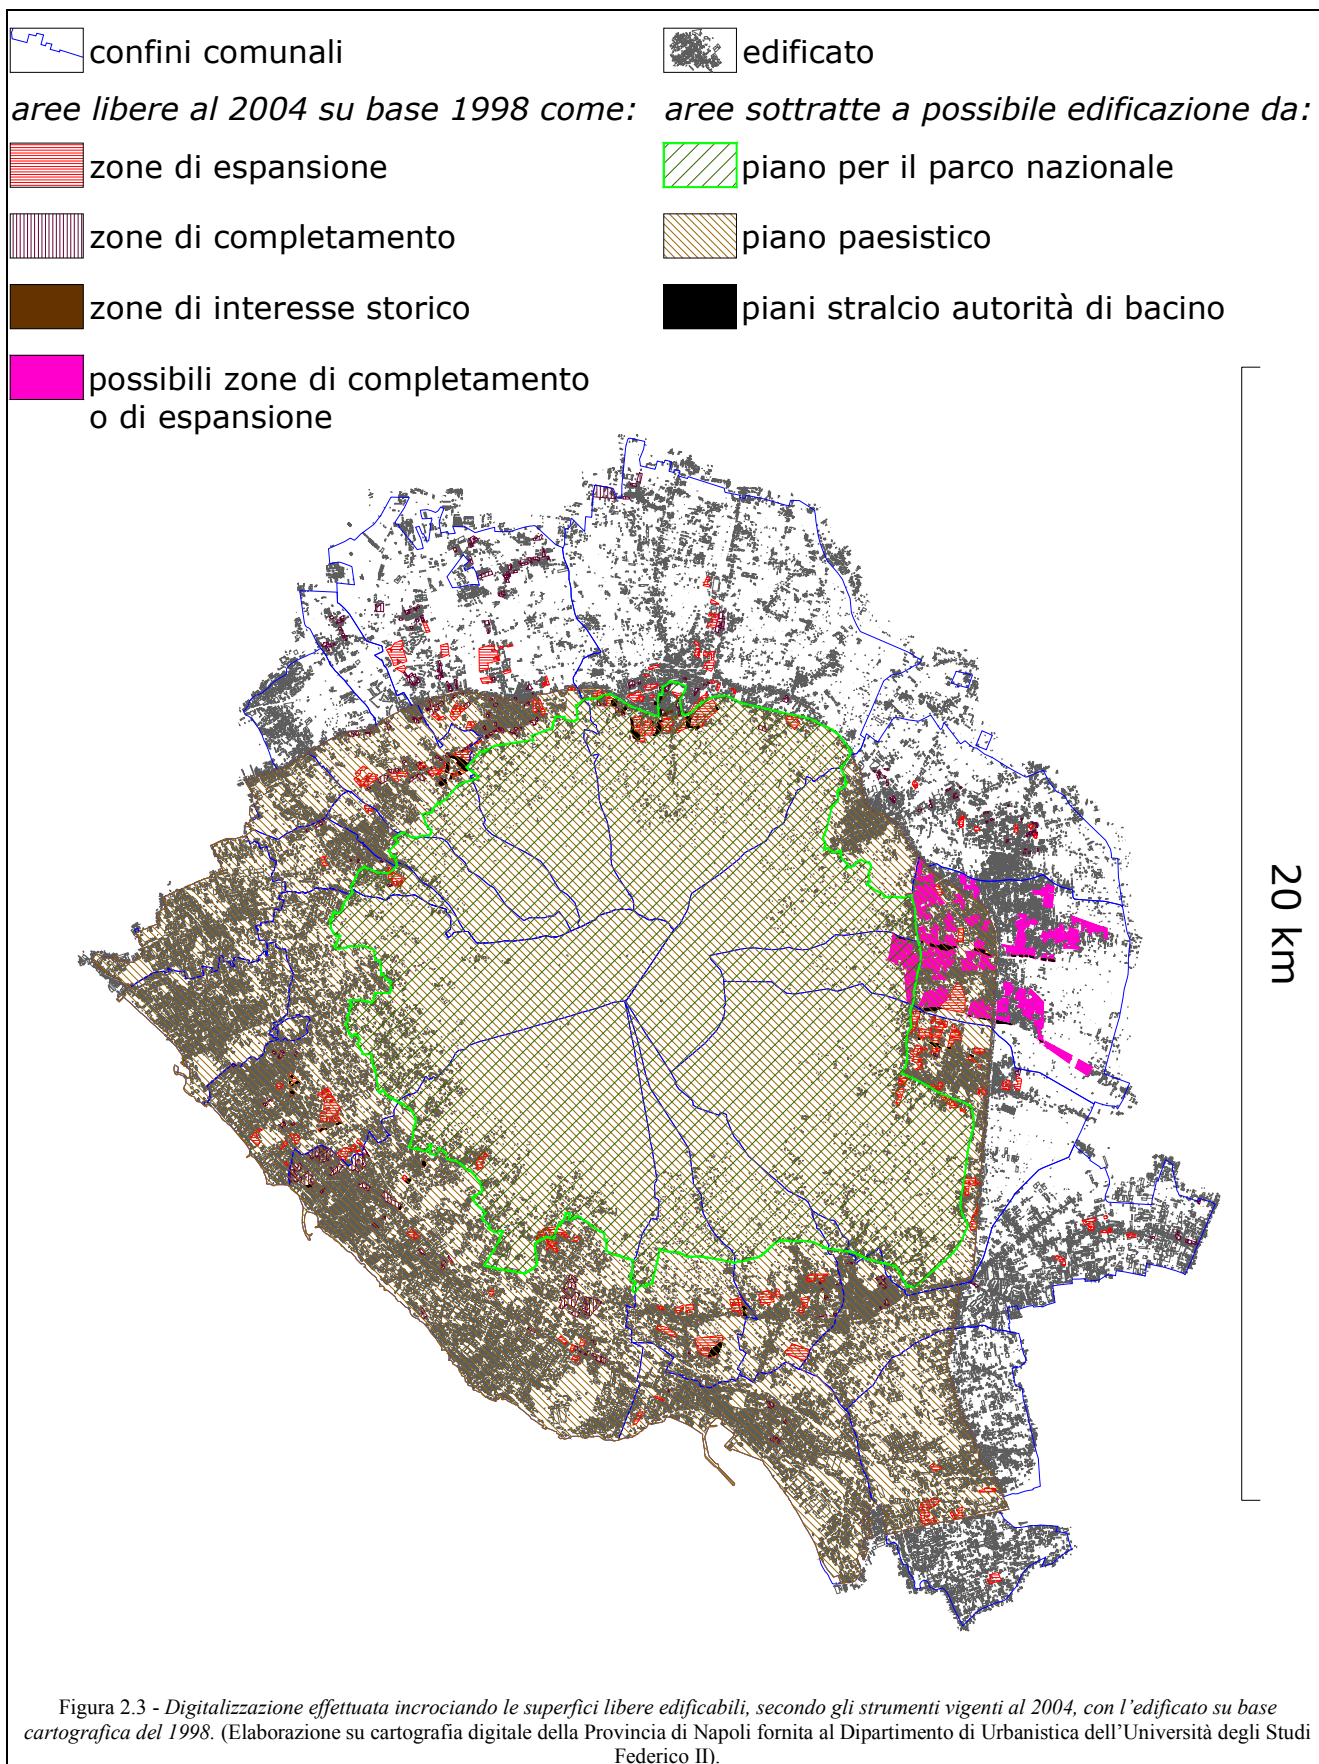 confini comunali
edificato
aree libere al 2004 su base 1998 come:
aree sottratte a possibile edificazione da:
zone di espansione
piano per il parco nazionale
zone di completamento
piano paesistico
zone di interesse storico
piani stralcio autorità di bacino
possibili zone di completamento
o di espansione
20 km
Figura 2.3 - Digitalizzazione effettuata incrociando le superfici libere edificabili, secondo gli strumenti vigenti al 2004, con l'edificato su base
cartografica del 1998. (Elaborazione su cartografia digitale della Provincia di Napoli fornita al Dipartimento di Urbanistica dell'Università degli Studi
Federico II).